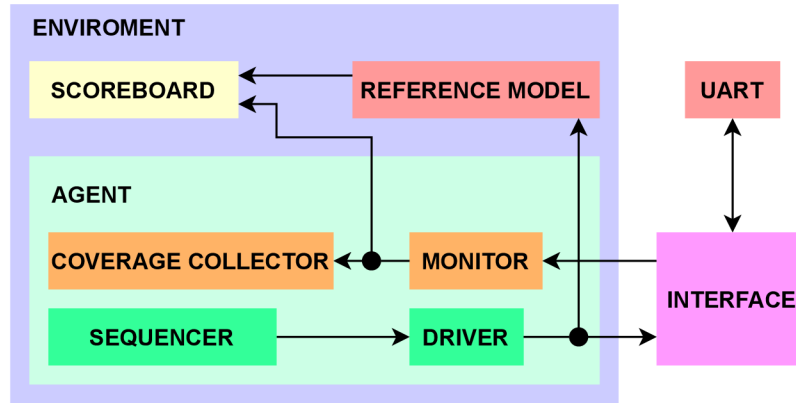 ENVIROMENT
SCOREBOARD
REFERENCE MODEL
UART
AGENT
COVERAGE COLLECTOR
MONITOR
INTERFACE
SEQUENCER
DRIVER